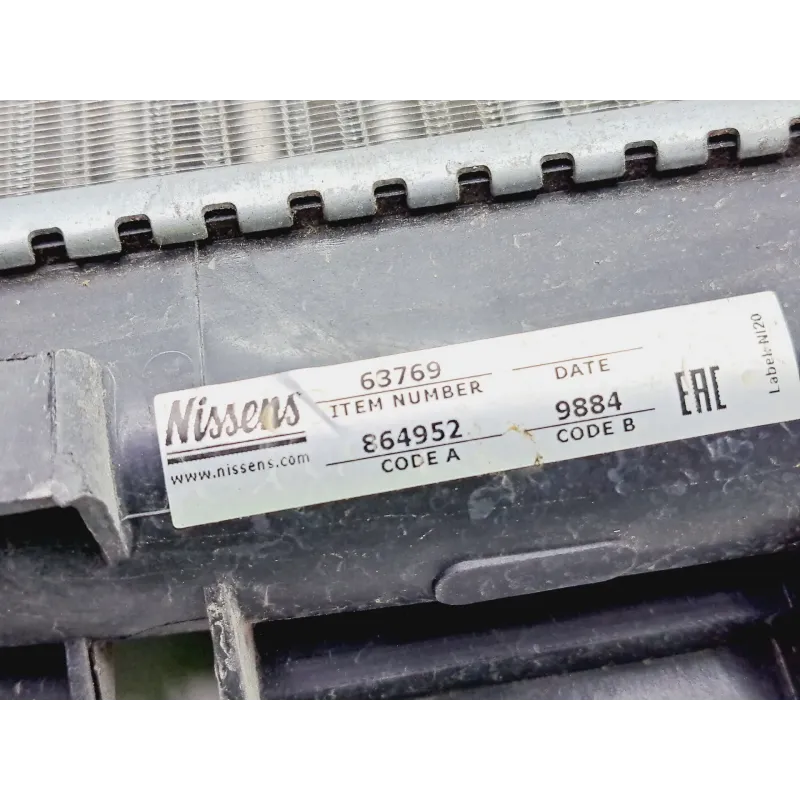 Nissens
www.nissens.com
63769
ITEM NUMBER
864952
CODE A
DATE
9884
CODE B
EAC
Label: NI20